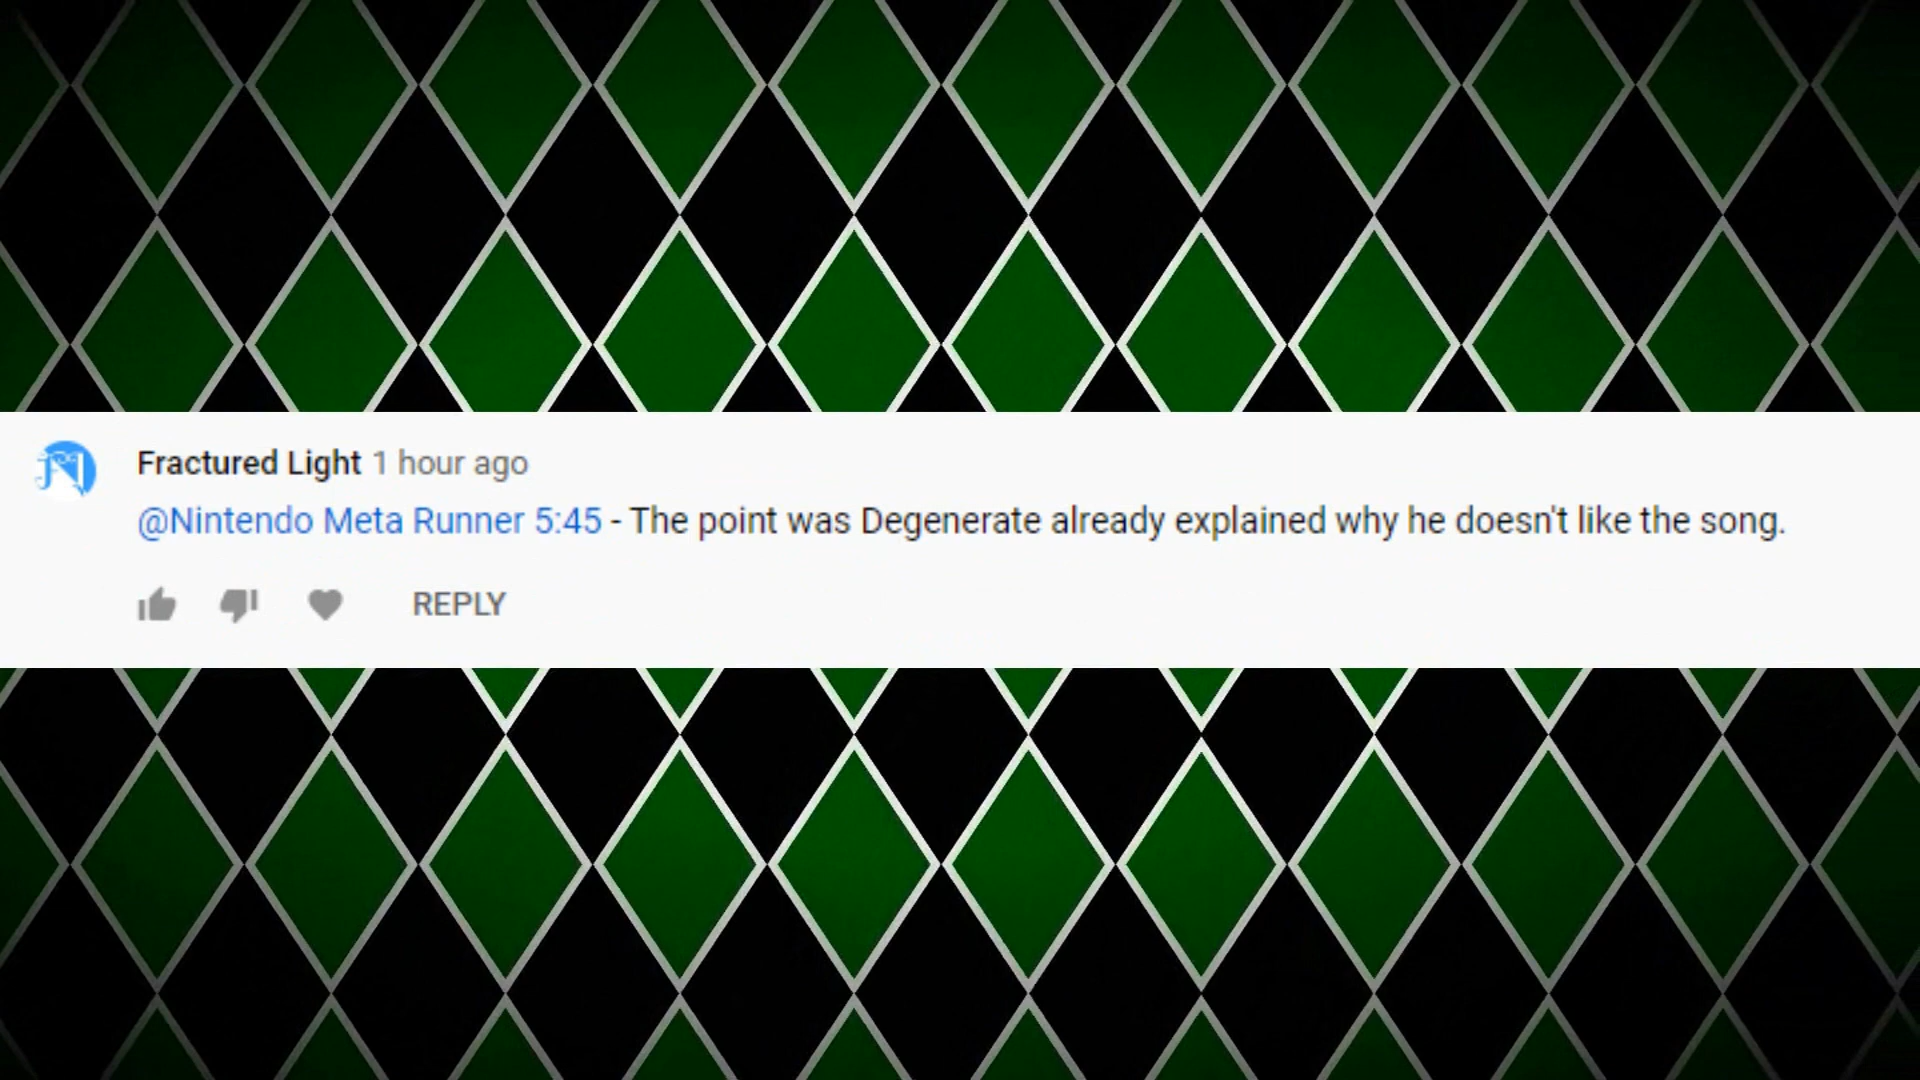 Fractured Light 1 hour ago
@Nintendo Meta Runner 5:45 - The point was Degenerate already explained why he doesn't like the song.
REPLY